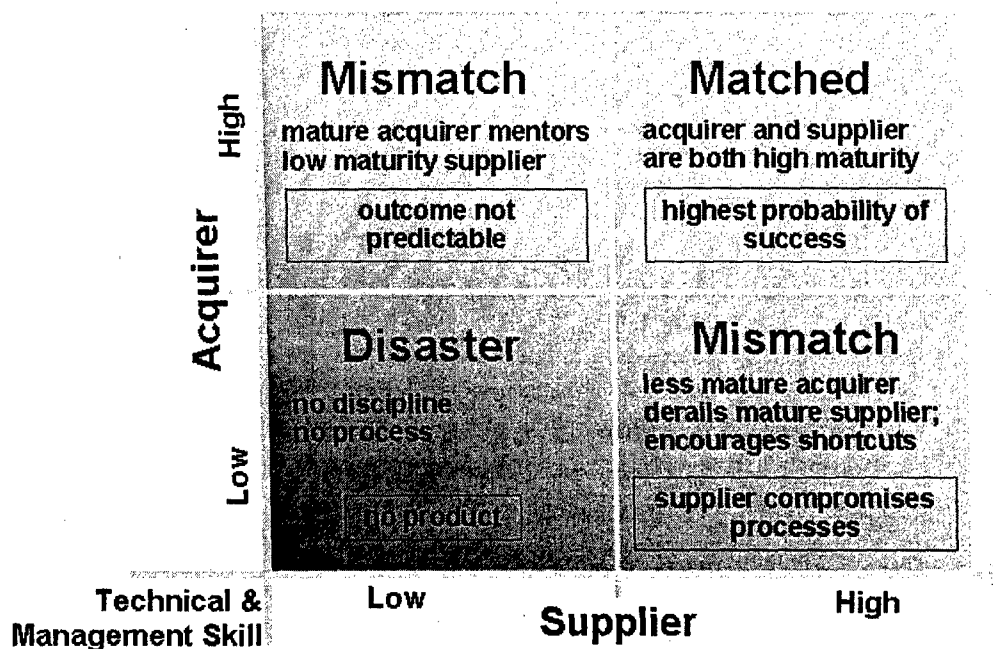 Mismatch
mature acquirer mentors
low maturity supplier
outcome not
predictable
Matched
acquirer and supplier
are both high maturity
highest probability of
success
Disaster
no discipline
no process
no product
Mismatch
less mature acquirer
derails mature supplier;
encourages shortcuts
supplier compromises
processes
High
Acquirer
Low
Technical &
Management Skill
Low
Supplier
High